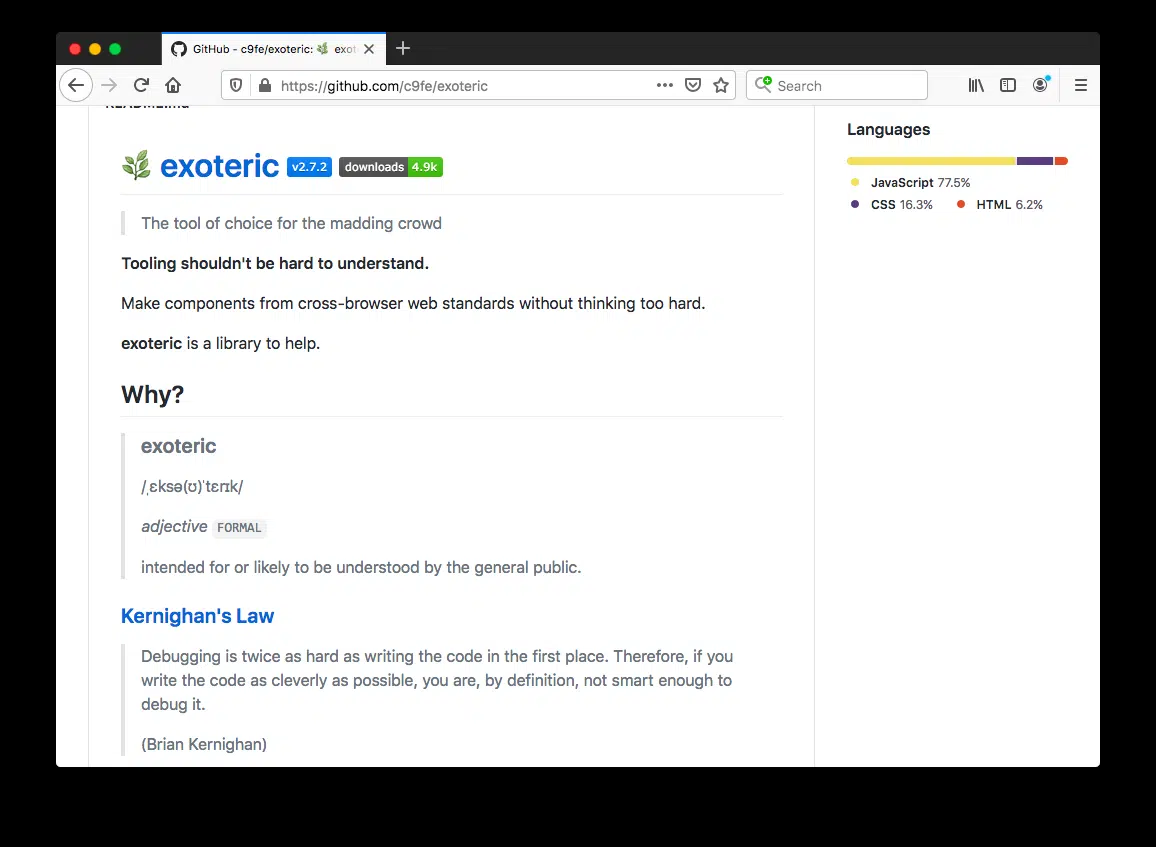 GitHub - c9fe/exoteric: 🌿 exot
https://github.com/c9fe/exoteric
Search
README.md
🌿 exoteric v2.7.2 downloads 4.9k
The tool of choice for the madding crowd
Tooling shouldn't be hard to understand.
Make components from cross-browser web standards without thinking too hard.
exoteric is a library to help.
Why?
exoteric
/ˌɛksə(ʊ)ˈtɛrɪk/
adjective FORMAL
intended for or likely to be understood by the general public.
Kernighan's Law
Debugging is twice as hard as writing the code in the first place. Therefore, if you
write the code as cleverly as possible, you are, by definition, not smart enough to
debug it.
(Brian Kernighan)
Languages
JavaScript 77.5%
CSS 16.3% HTML 6.2%